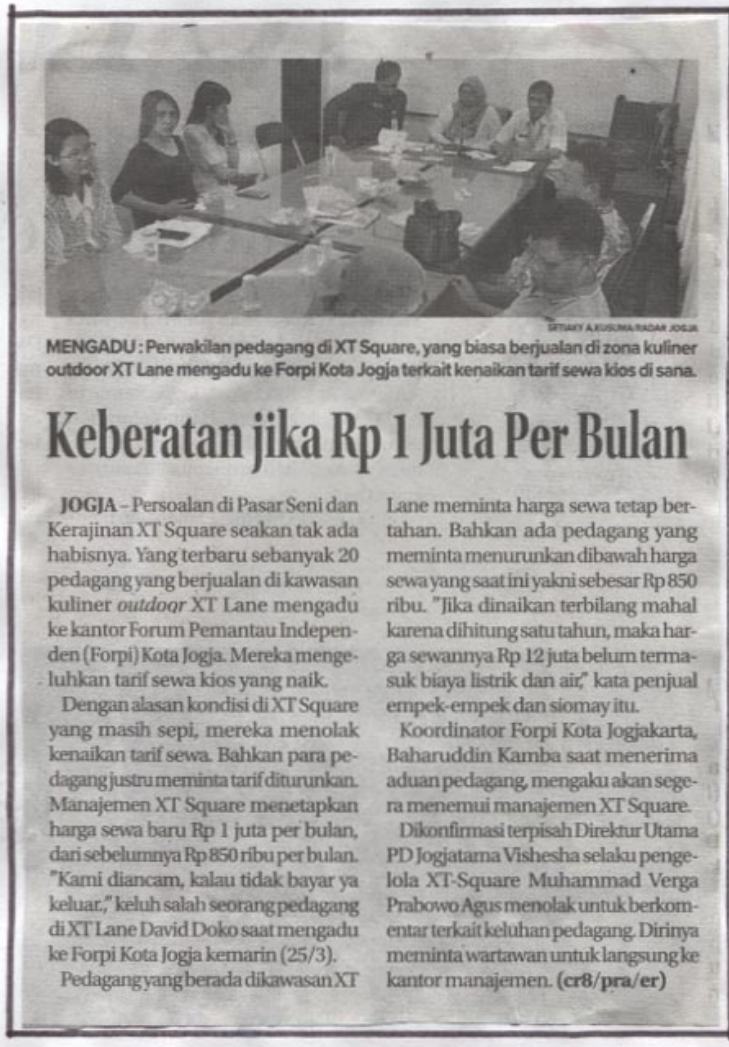 SETIAKY A.KUSUMA/RADAR JOGJA
MENGADU : Perwakilan pedagang di XT Square, yang biasa berjualan di zona kuliner
outdoor XT Lane mengadu ke Forpi Kota Jogja terkait kenaikan tarif sewa kios di sana.
Keberatan jika Rp 1 Juta Per Bulan
JOGJA – Persoalan di Pasar Seni dan
Kerajinan XT Square seakan tak ada
habisnya. Yang terbaru sebanyak 20
pedagang yang berjualan di kawasan
kuliner outdoor XT Lane mengadu
ke kantor Forum Pemantau Indepen-
den (Forpi) Kota Jogja. Mereka menge-
luhkan tarif sewa kios yang naik.
Dengan alasan kondisi di XT Square
yang masih sepi, mereka menolak
kenaikan tarif sewa. Bahkan para pe-
dagang justru meminta tarif diturunkan.
Manajemen XT Square menetapkan
harga sewa baru Rp 1 juta per bulan,
dari sebelumnya Rp 850 ribu per bulan.
"Kami diancam, kalau tidak bayar ya
keluar.," keluh salah seorang pedagang
di XT Lane David Doko saat mengadu
ke Forpi Kota Jogja kemarin (25/3).
Pedagang yang berada dikawasan XT
Lane meminta harga sewa tetap ber-
tahan. Bahkan ada pedagang yang
meminta menurunkan dibawah harga
sewa yang saat ini yakni sebesar Rp 850
ribu. "Jika dinaikan terbilang mahal
karena dihitung satu tahun, maka har-
ga sewannya Rp 12 juta belum terma-
suk biaya listrik dan air," kata penjual
empek-empek dan siomay itu.
Koordinator Forpi Kota Jogjakarta,
Baharuddin Kamba saat menerima
aduan pedagang, mengaku akan sege-
ra menemui manajemen XT Square.
Dikonfirmasi terpisah Direktur Utama
PD Jogjatama Vishesha selaku penge-
lola XT-Square Muhammad Verga
Prabowo Agus menolak untuk berkom-
entar terkait keluhan pedagang. Dirinya
meminta wartawan untuk langsung ke
kantor manajemen. (cr8/pra/er)